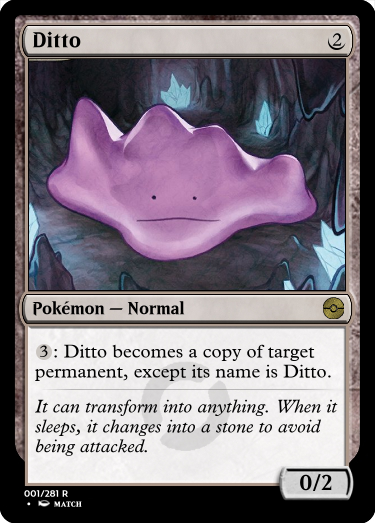 Ditto 2
Pokémon — Normal
3: Ditto becomes a copy of target
permanent, except its name is Ditto.
It can transform into anything. When it
sleeps, it changes into a stone to avoid
being attacked.
0/2
001/281 R
• MATCH